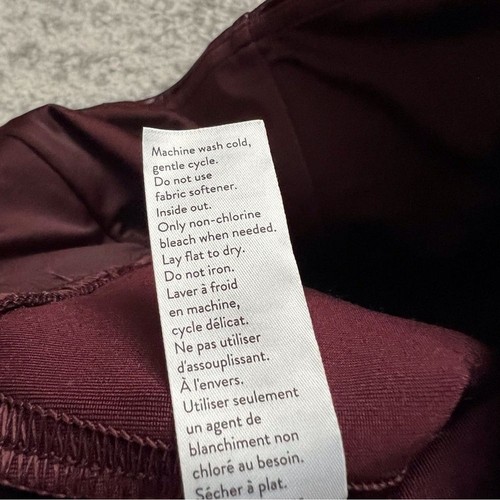 Machine wash cold,
gentle cycle.
Do not use
fabric softener.
Inside out.
Only non-chlorine
bleach when needed.
Lay flat to dry.
Do not iron.
Laver à froid
en machine,
cycle délicat.
Ne pas utiliser
d'assouplissant.
À l'envers.
Utiliser seulement
un agent de
blanchiment non
chloré au besoin.
Sécher à plat.